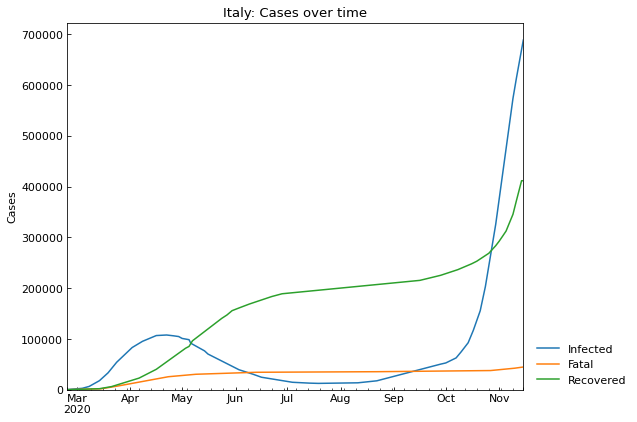 Italy: Cases over time
700000
600000
500000
400000
300000
200000
100000
0
Cases
Mar Apr May Jun Jul Aug Sep Oct Nov
2020
Infected
Fatal
Recovered